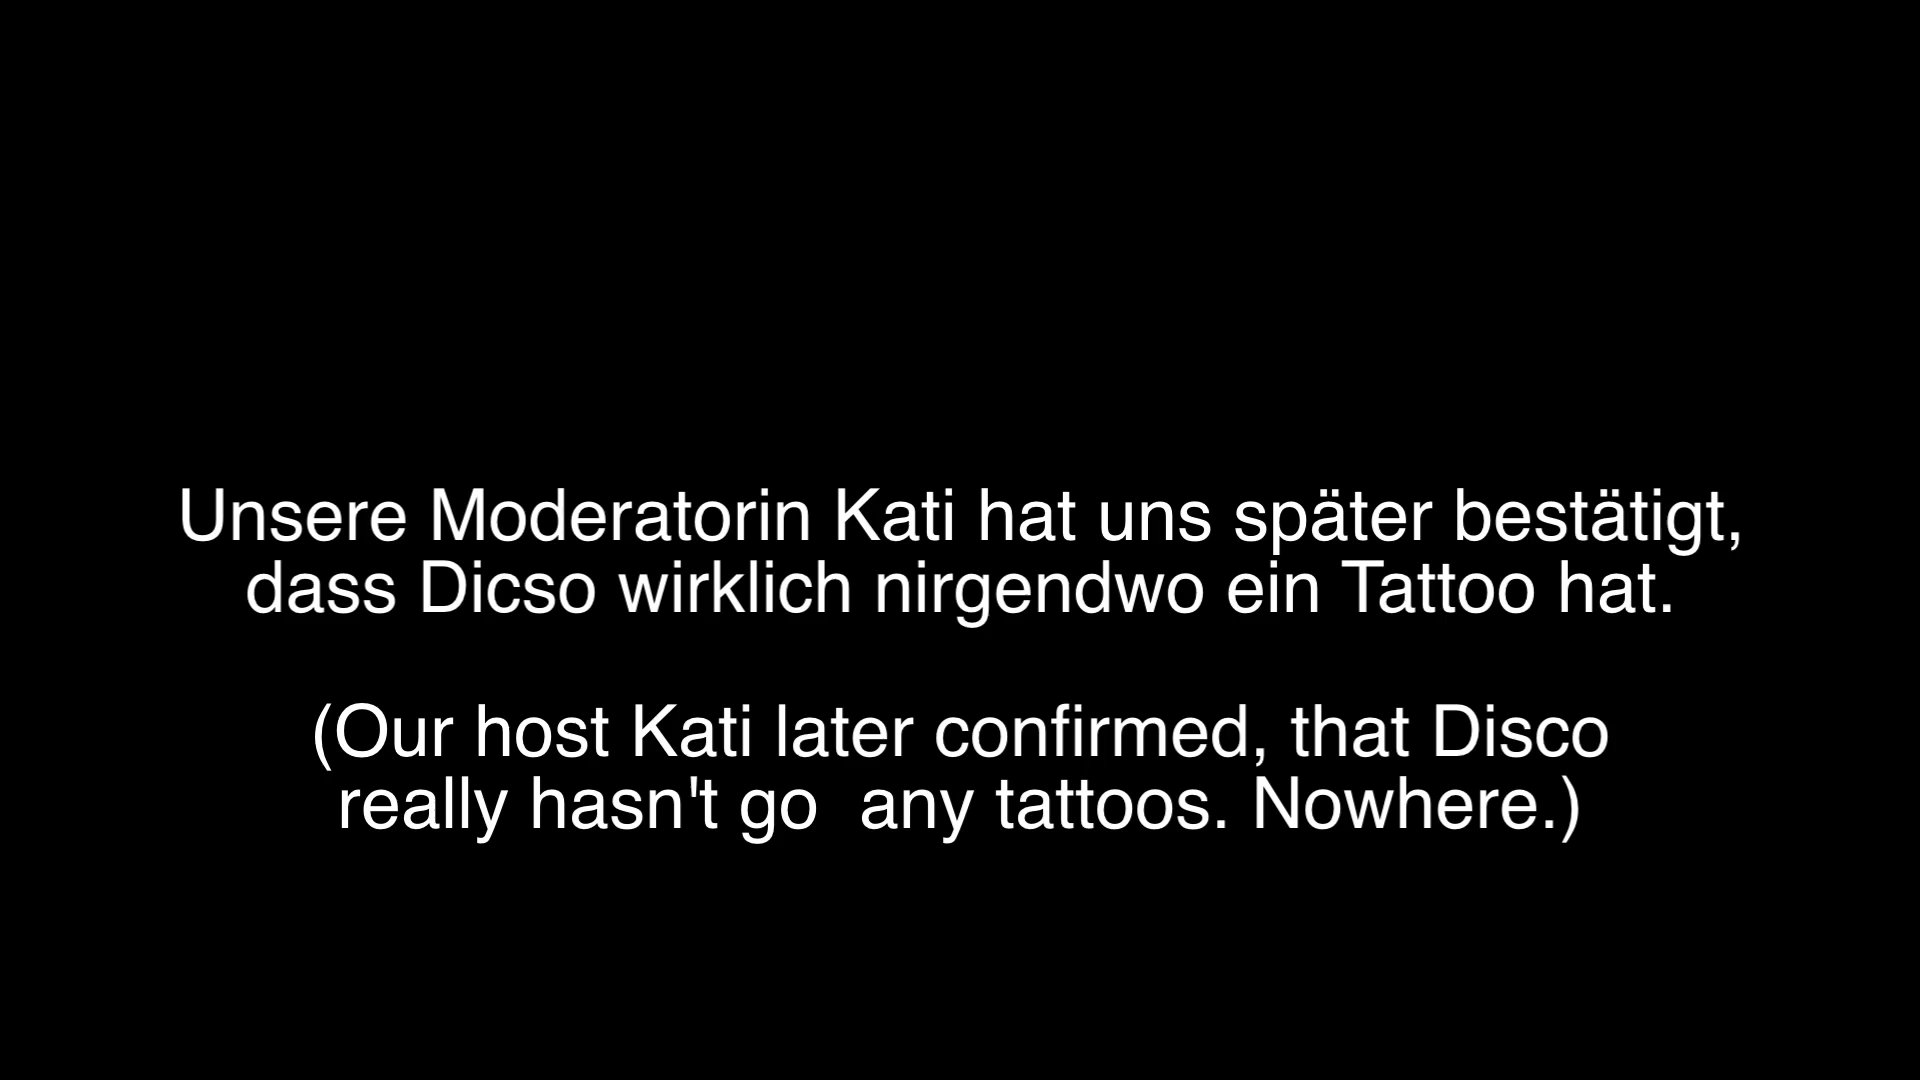 Unsere Moderatorin Kati hat uns später bestätigt,
dass Dicso wirklich nirgendwo ein Tattoo hat.
(Our host Kati later confirmed, that Disco
really hasn't go  any tattoos. Nowhere.)